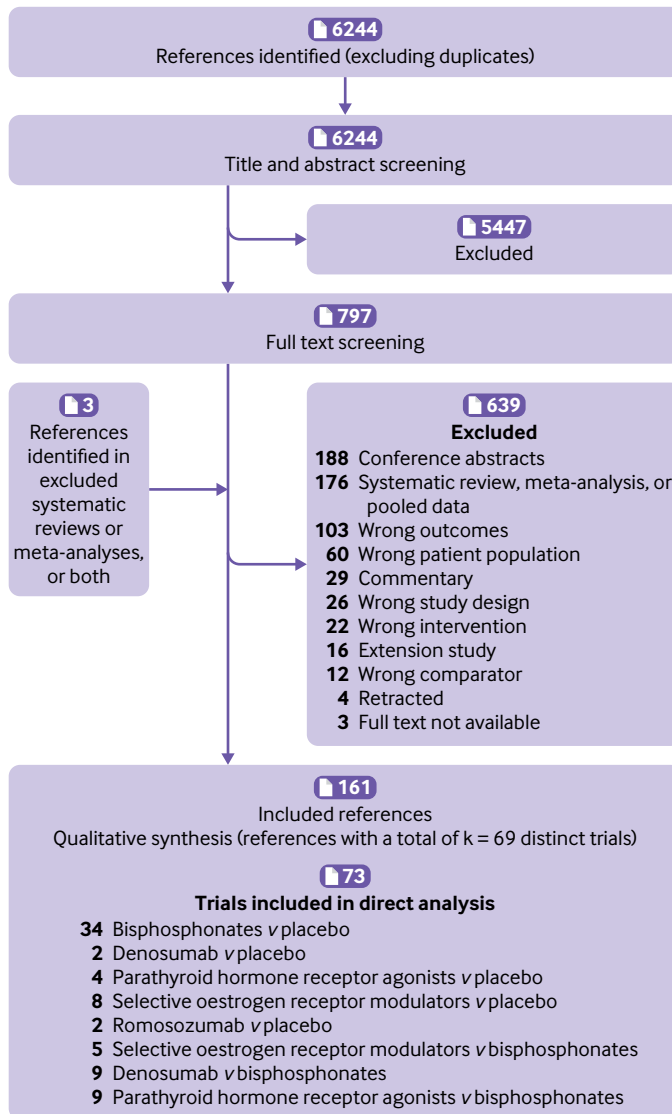 6244
References identified (excluding duplicates)
6244
Title and abstract screening
5447
Excluded
797
Full text screening
3
References
identified in
excluded
systematic
reviews or
meta-analyses,
or both
639
Excluded
188 Conference abstracts
176 Systematic review, meta-analysis, or
pooled data
103 Wrong outcomes
60 Wrong patient population
29 Commentary
26 Wrong study design
22 Wrong intervention
16 Extension study
12 Wrong comparator
4 Retracted
3 Full text not available
161
Included references
Qualitative synthesis (references with a total of k = 69 distinct trials)
73
Trials included in direct analysis
34 Bisphosphonates v placebo
2 Denosumab v placebo
4 Parathyroid hormone receptor agonists v placebo
8 Selective oestrogen receptor modulators v placebo
2 Romosozumab v placebo
5 Selective oestrogen receptor modulators v bisphosphonates
9 Denosumab v bisphosphonates
9 Parathyroid hormone receptor agonists v bisphosphonates